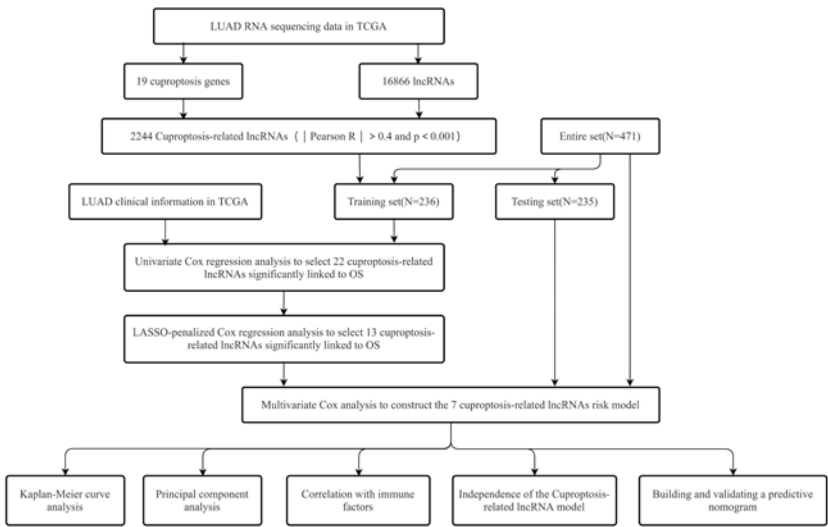 LUAD RNA sequencing data in TCGA
19 cuproptosis genes
16866 lncRNAs
2244 Cuproptosis-related lncRNAs (｜Pearson R｜ > 0.4 and p < 0.001)
Entire set(N=471)
LUAD clinical information in TCGA
Training set(N=236)
Testing set(N=235)
Univariate Cox regression analysis to select 22 cuproptosis-related
lncRNAs significantly linked to OS
LASSO-penalized Cox regression analysis to select 13 cuproptosis-
related lncRNAs significantly linked to OS
Multivariate Cox analysis to construct the 7 cuproptosis-related lncRNAs risk model
Kaplan-Meier curve
analysis
Principal component
analysis
Correlation with immune
factors
Independence of the Cuproptosis-
related lncRNA model
Building and validating a predictive
nomogram